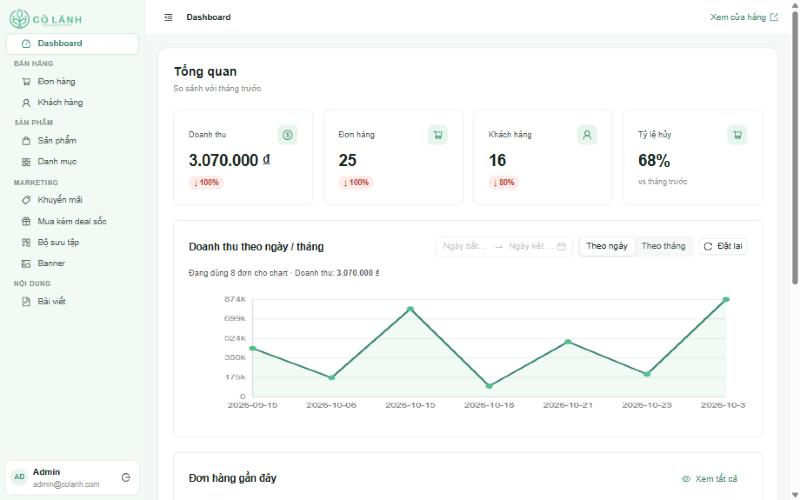 CỎ LÀNH
Dashboard
BÁN HÀNG
Đơn hàng
Khách hàng
SẢN PHẨM
Sản phẩm
Danh mục
MARKETING
Khuyến mãi
Mua kèm deal sốc
Bộ sưu tập
Banner
NỘI DUNG
Bài viết
AD
Admin
admin@colanh.com
Dashboard
Xem cửa hàng
Tổng quan
So sánh với tháng trước
Doanh thu
3.070.000 ₫
↓ 100%
Đơn hàng
25
↓ 100%
Khách hàng
16
↓ 80%
Tỷ lệ hủy
68%
vs tháng trước
Doanh thu theo ngày / tháng
Ngày bắt... → Ngày kết ...
Theo ngày
Theo tháng
Đặt lại
Đang dùng 8 đơn cho chart · Doanh thu: 3.070.000 ₫
874k
699k
524k
350k
175k
0
2026-09-15 2026-10-06 2026-10-15 2026-10-18 2026-10-21 2026-10-23 2026-10-3
Đơn hàng gần đây
Xem tất cả